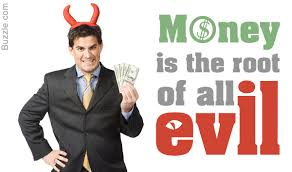 Buzzle.com
Money
is the root
of all
evil